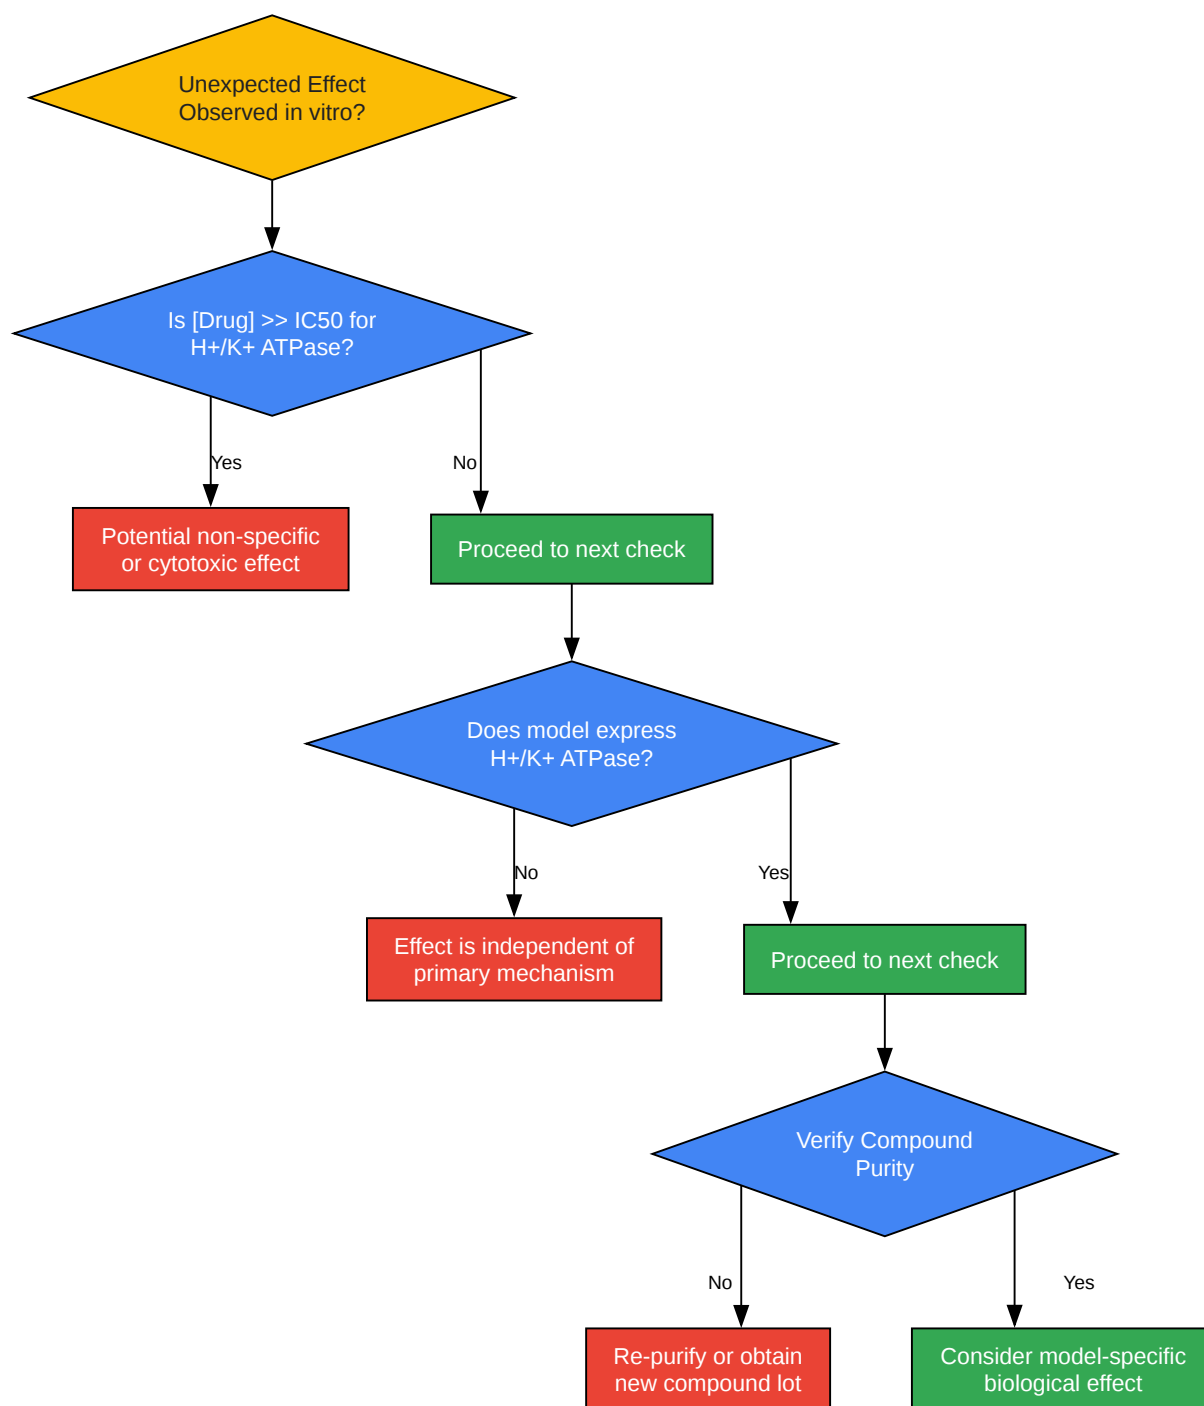 Unexpected Effect
Observed in vitro?
Is [Drug] >> IC50 for
H+/K+ ATPase?
Yes
No
Potential non-specific
or cytotoxic effect
Proceed to next check
Does model express
H+/K+ ATPase?
No
Yes
Effect is independent of
primary mechanism
Proceed to next check
Verify Compound
Purity
No
Yes
Re-purify or obtain
new compound lot
Consider model-specific
biological effect